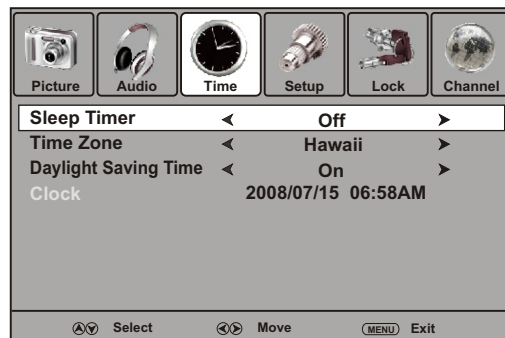 Picture Audio Time Setup Lock Channel
Sleep Timer Off
Time Zone Hawaii
Daylight Saving Time On
Clock 2008/07/15 06:58AM
Select Move MENU Exit